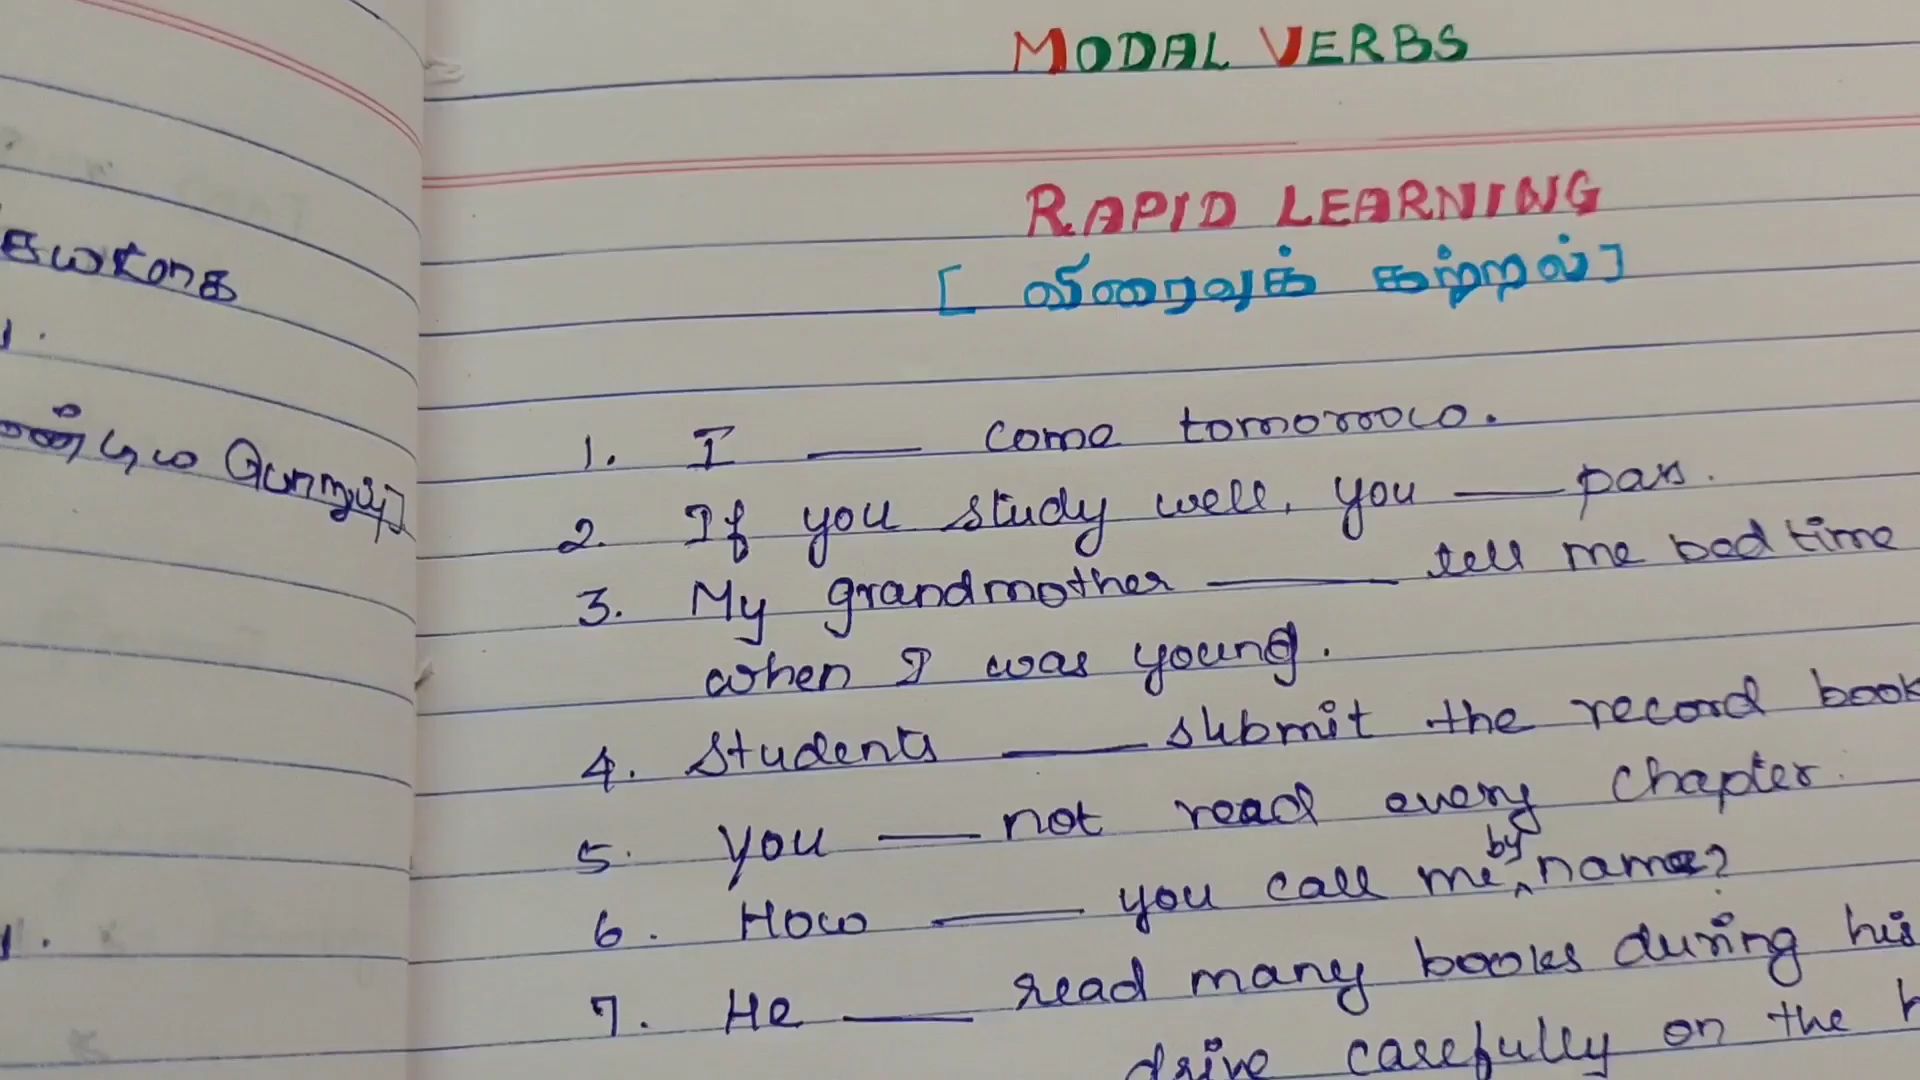 MODAL VERBS
RAPID LEARNING
[ விரைவுக் கற்றல் ]
1. I ___ come tomorrow.
2. If you study well, you ___ pass.
3. My grandmother ___ tell me bed time
when I was young.
4. Students ___ submit the record book
5. You ___ not read every chapter.
6. How ___ you call me by name?
7. He ___ read many books during his
drive carefully on the